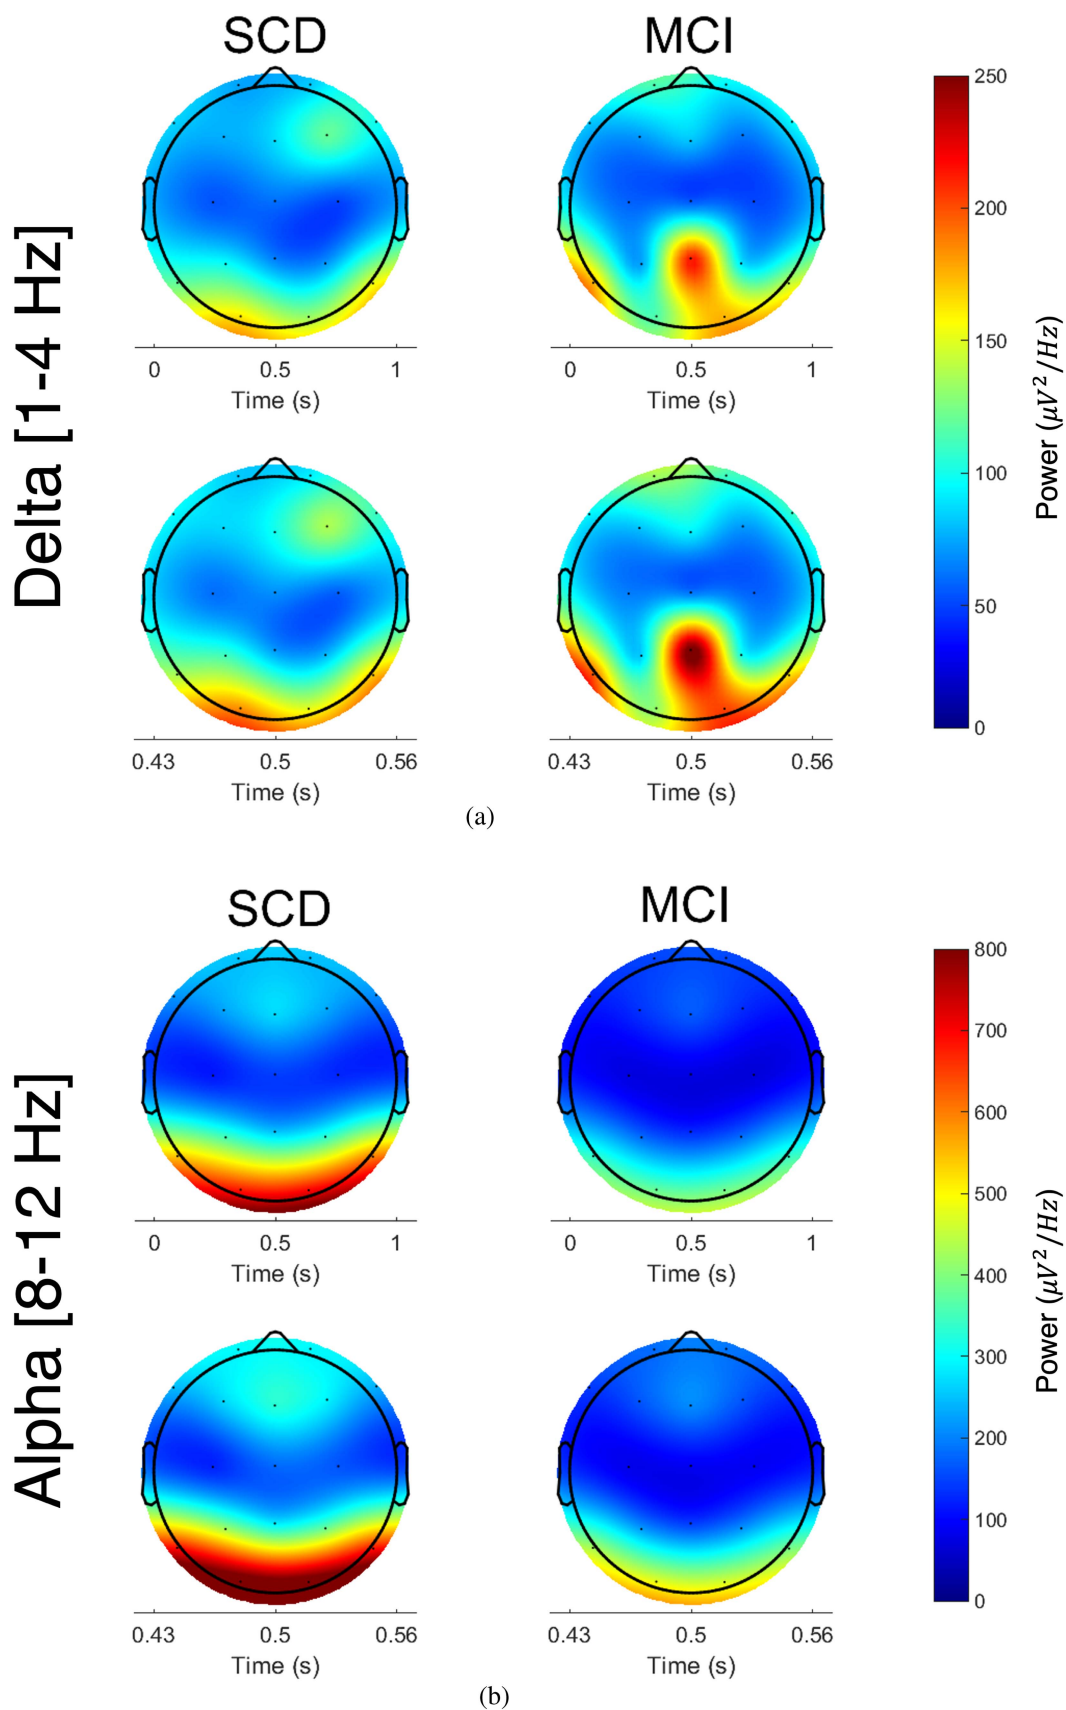 SCD MCI
Delta [1-4 Hz]
250
200
150
100
50
0
Power (μV²/Hz)
0 0.5 1
Time (s)
0 0.5 1
Time (s)
0.43 0.5 0.56
Time (s)
0.43 0.5 0.56
Time (s)
(a)
SCD MCI
Alpha [8-12 Hz]
800
700
600
500
400
300
200
100
0
Power (μV²/Hz)
0 0.5 1
Time (s)
0 0.5 1
Time (s)
0.43 0.5 0.56
Time (s)
0.43 0.5 0.56
Time (s)
(b)